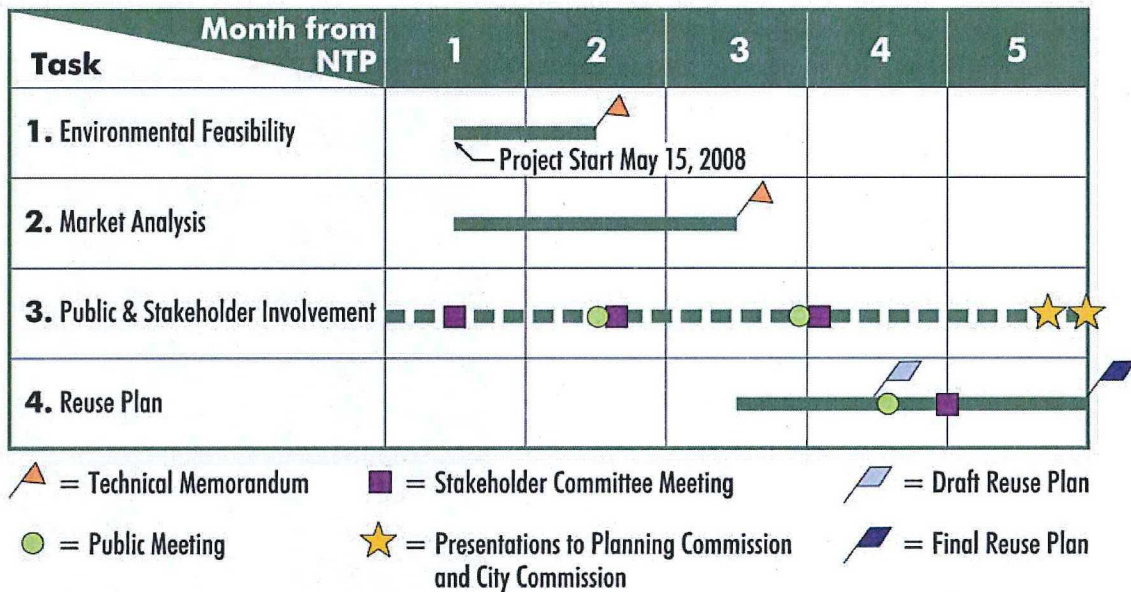 Month from
NTP
Task
1
2
3
4
5
1. Environmental Feasibility
Project Start May 15, 2008
2. Market Analysis
3. Public & Stakeholder Involvement
4. Reuse Plan
= Technical Memorandum
= Stakeholder Committee Meeting
= Draft Reuse Plan
= Public Meeting
= Presentations to Planning Commission
and City Commission
= Final Reuse Plan